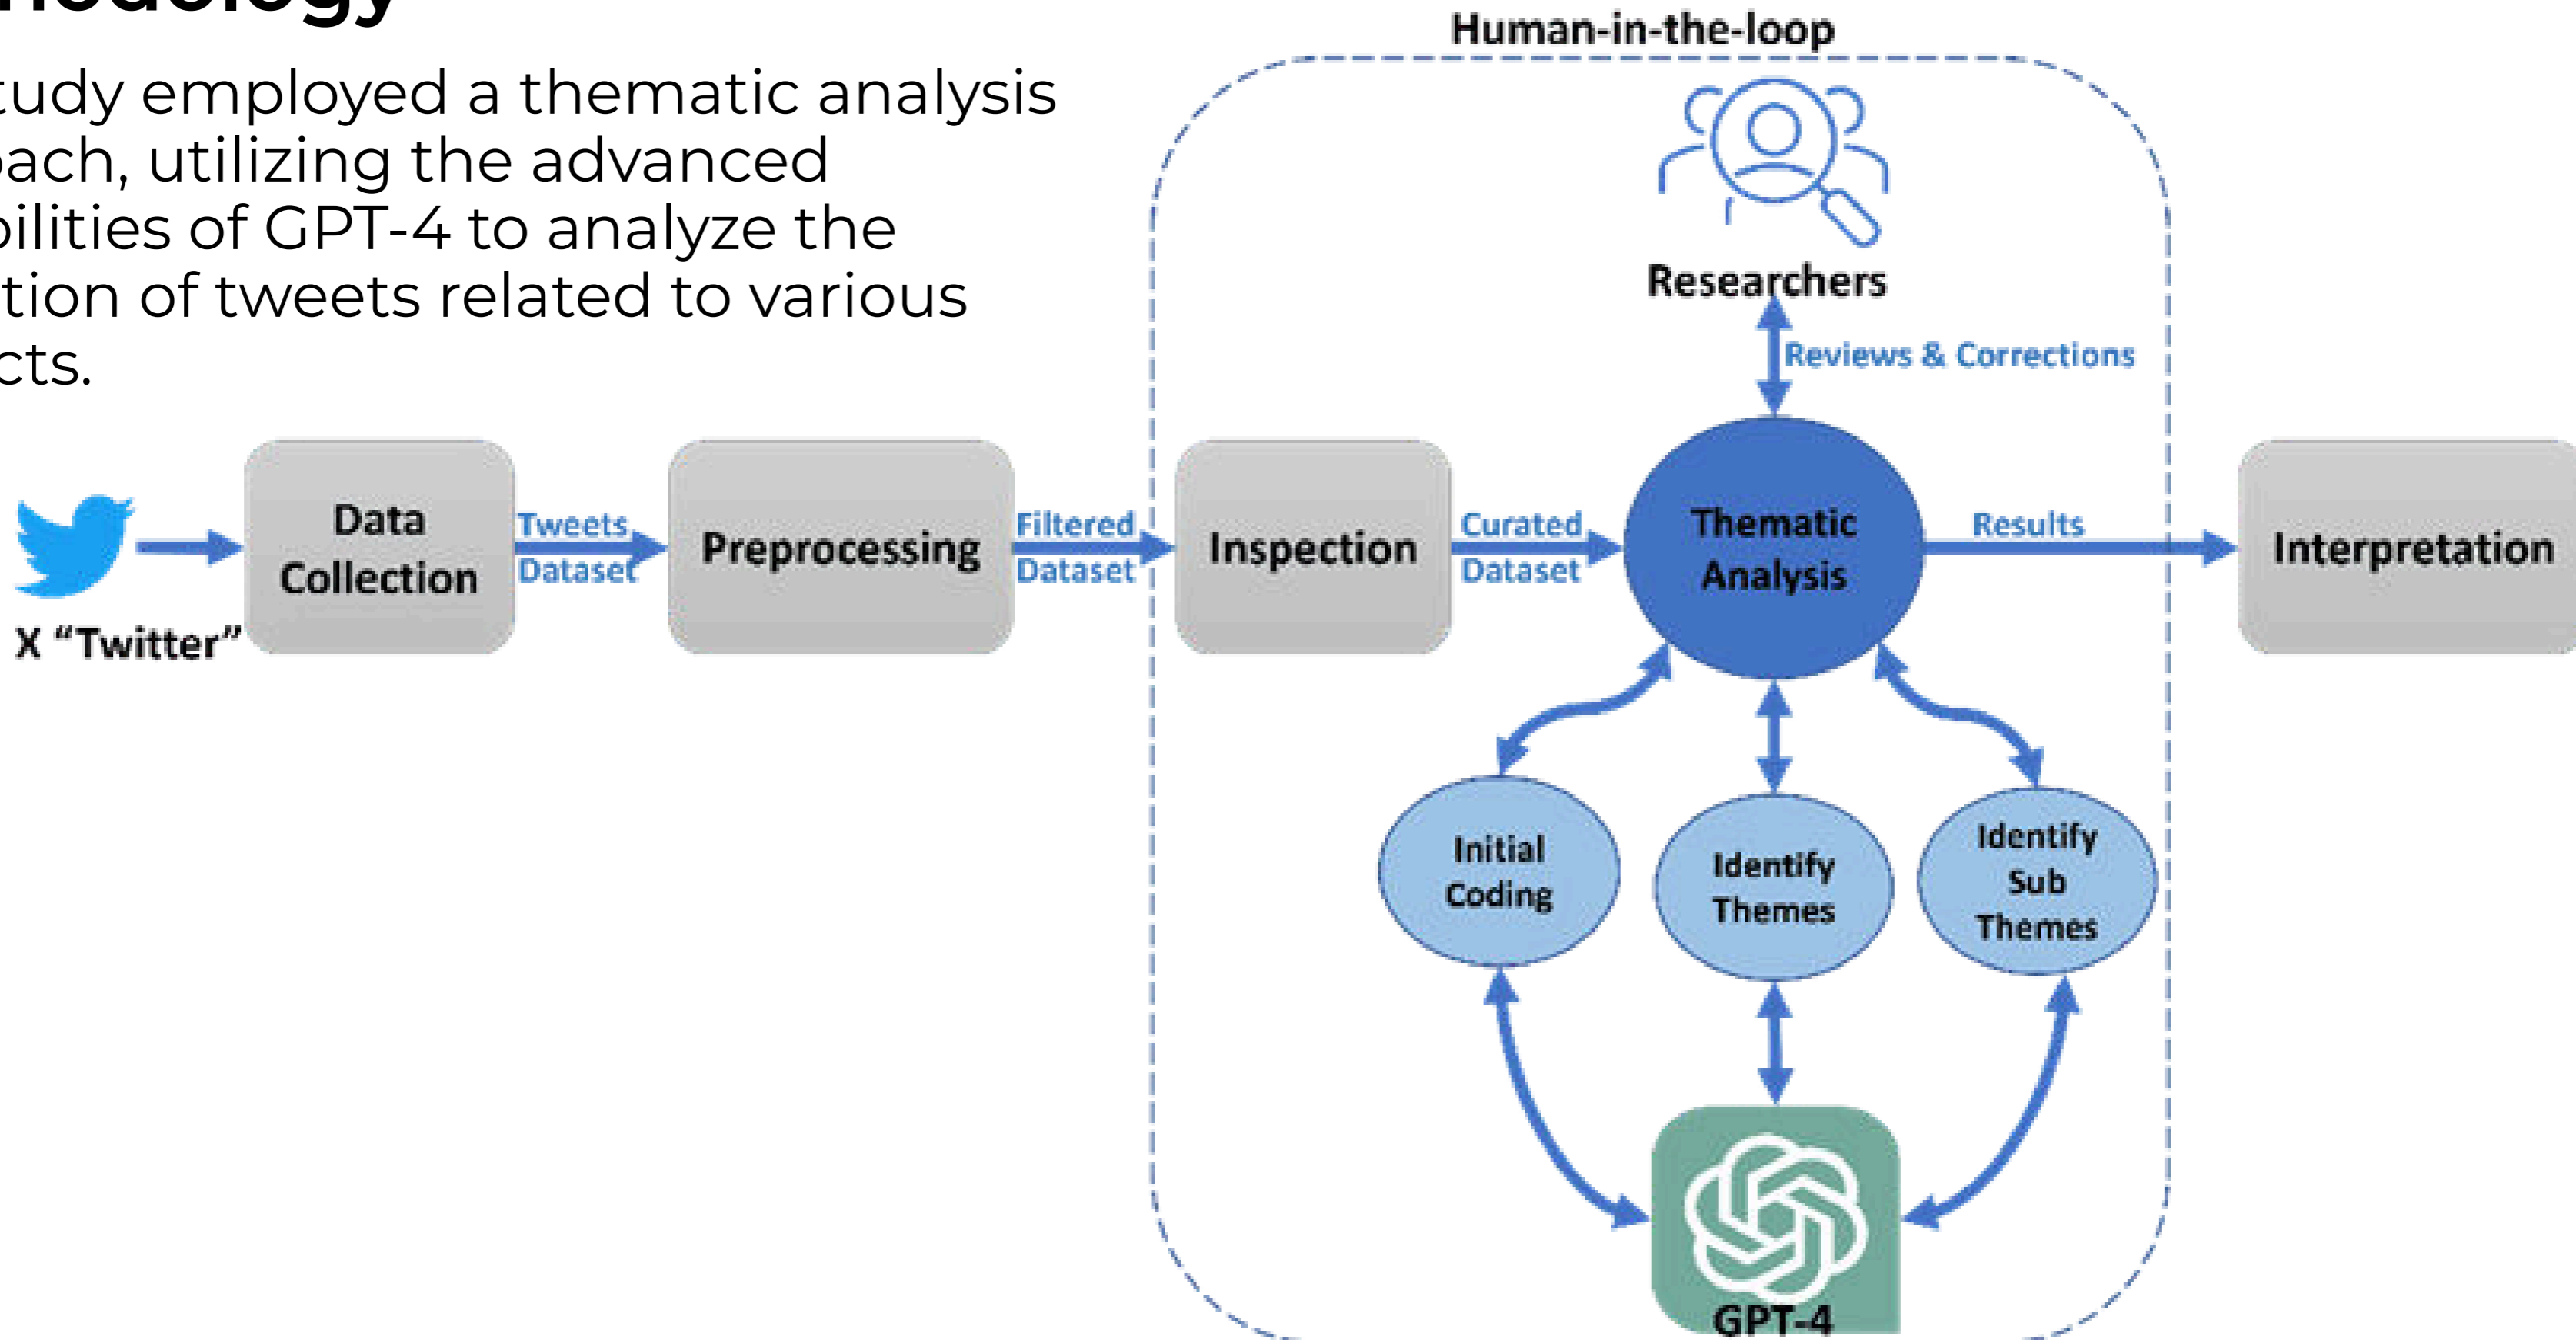 hodology
tudy employed a thematic analysis
oach, utilizing the advanced
bilities of GPT-4 to analyze the
tion of tweets related to various
cts.
Human-in-the-loop
Researchers
Reviews & Corrections
X “Twitter”
Data
Collection
Tweets
Dataset
Preprocessing
Filtered
Dataset
Inspection
Curated
Dataset
Thematic
Analysis
Results
Interpretation
Initial
Coding
Identify
Themes
Identify
Sub
Themes
GPT-4